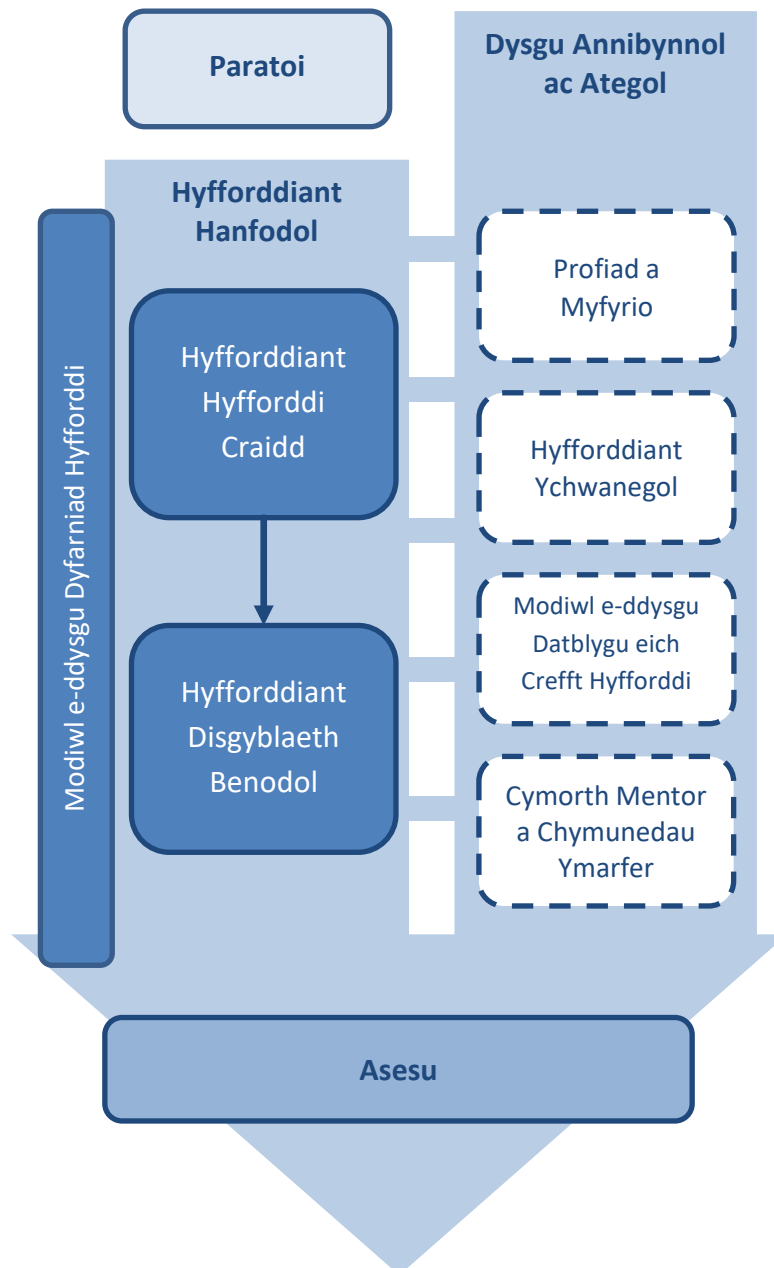 Paratoi
Dysgu Annibynnol
ac Ategol
Hyfforddiant
Hanfodol
Modiwl e-ddysgu Dyfarniad Hyfforddi
Hyfforddiant
Hyfforddi
Craidd
Hyfforddiant
Disgyblaeth
Benodol
Profiad a
Myfyrio
Hyfforddiant
Ychwanegol
Modiwl e-ddysgu
Datblygu eich
Crefft Hyfforddi
Cymorth Mentor
a Chymunedau
Ymarfer
Asesu